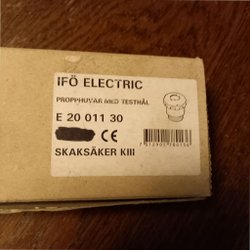 IFÖ ELECTRIC
PROPPHUVAR MED TESTHÅL
E 20 011 30
CE
SKAKSÄKER KIII